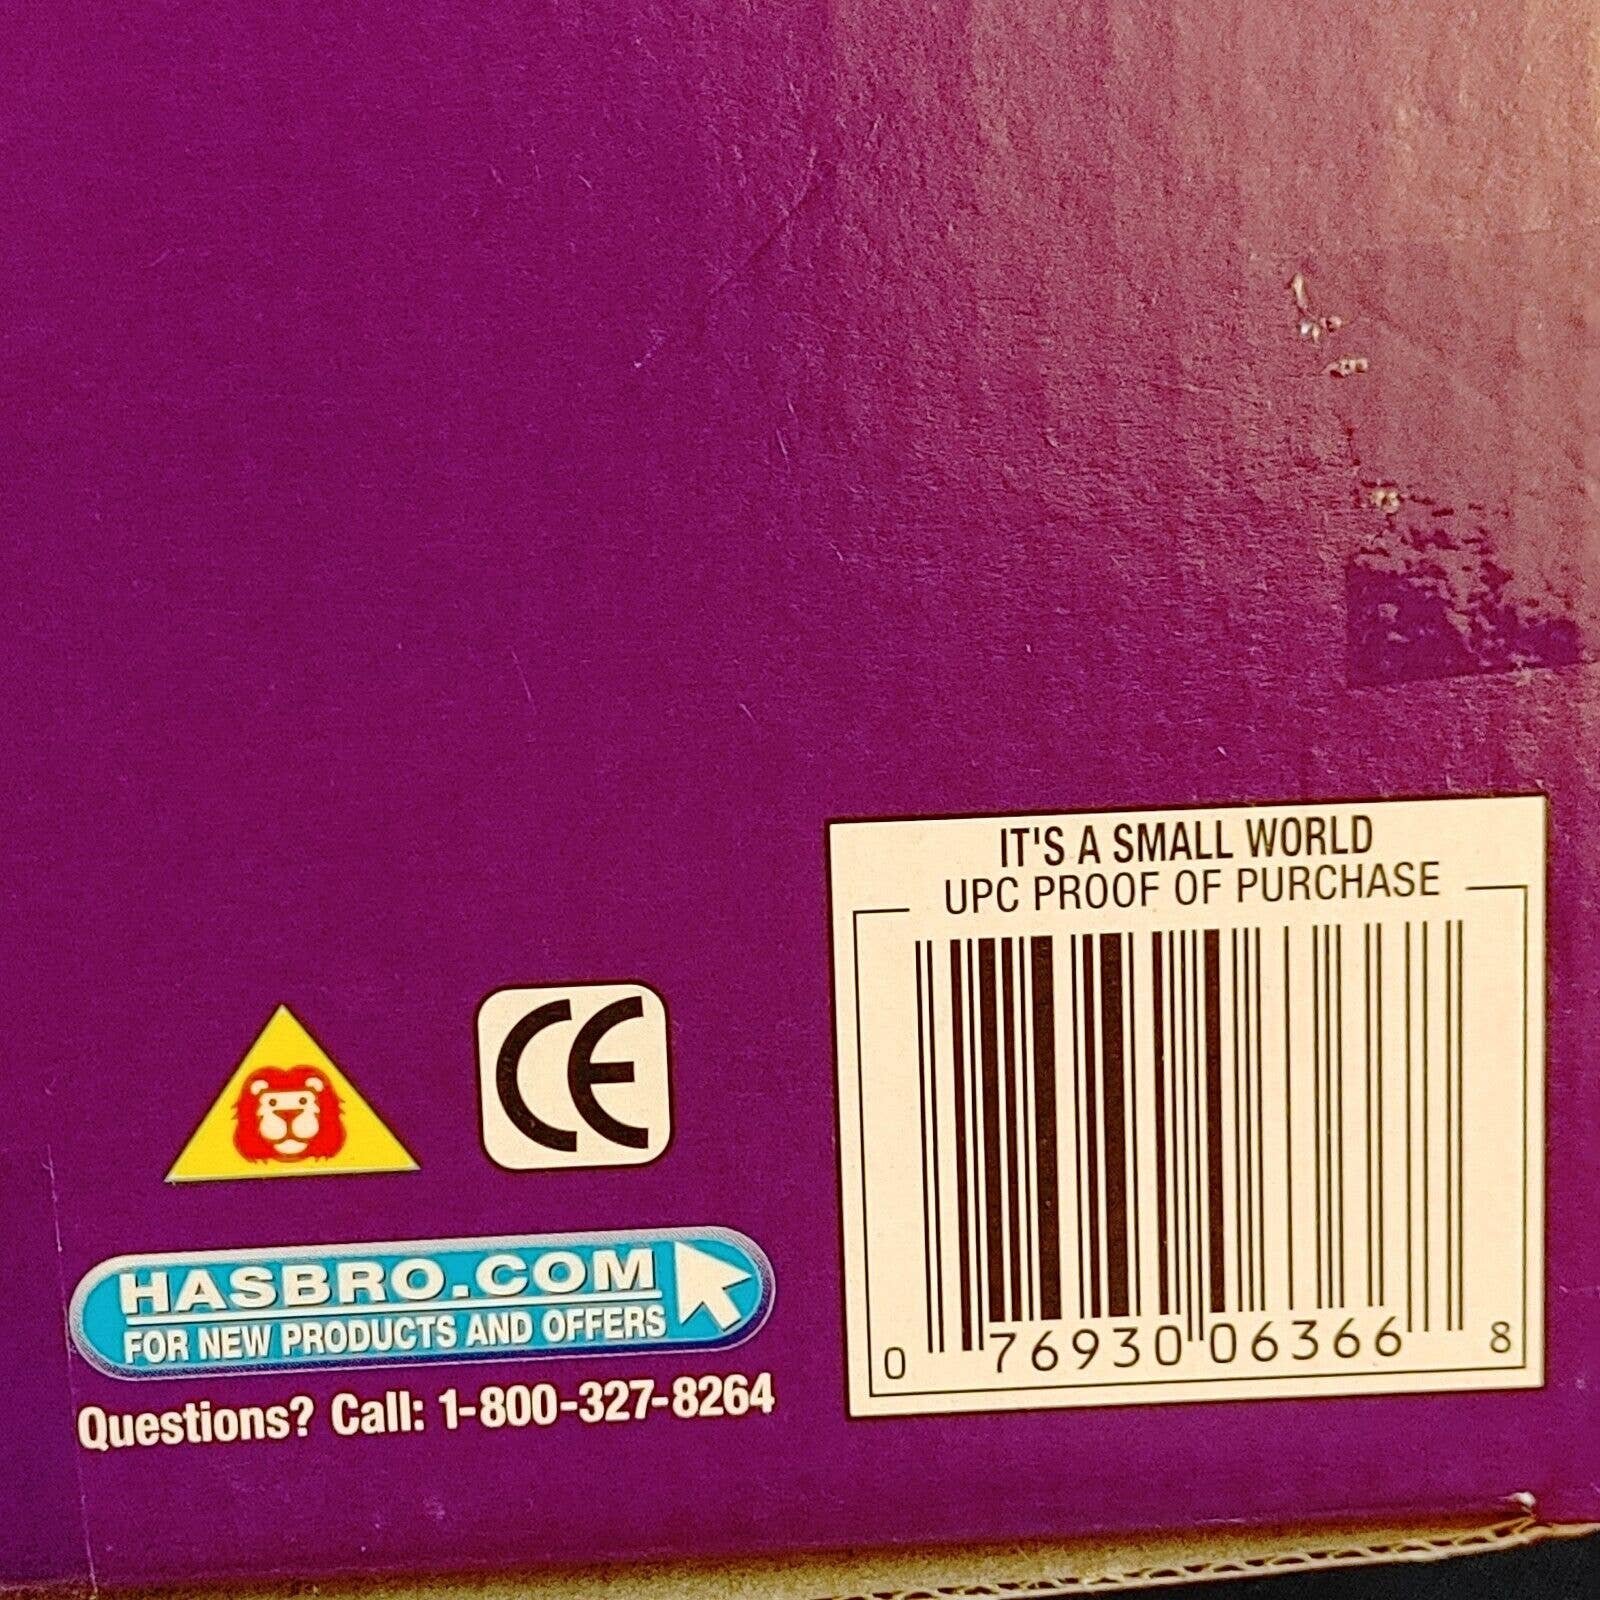 IT'S A SMALL WORLD
UPC PROOF OF PURCHASE
0 76930 06366 8
CE
HASBRO.COM
FOR NEW PRODUCTS AND OFFERS
Questions? Call: 1-800-327-8264